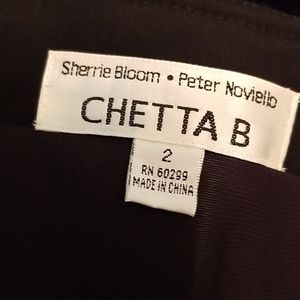 Sherrie Bloom • Peter Noviello
CHETTA B
2
RN 60299
MADE IN CHINA